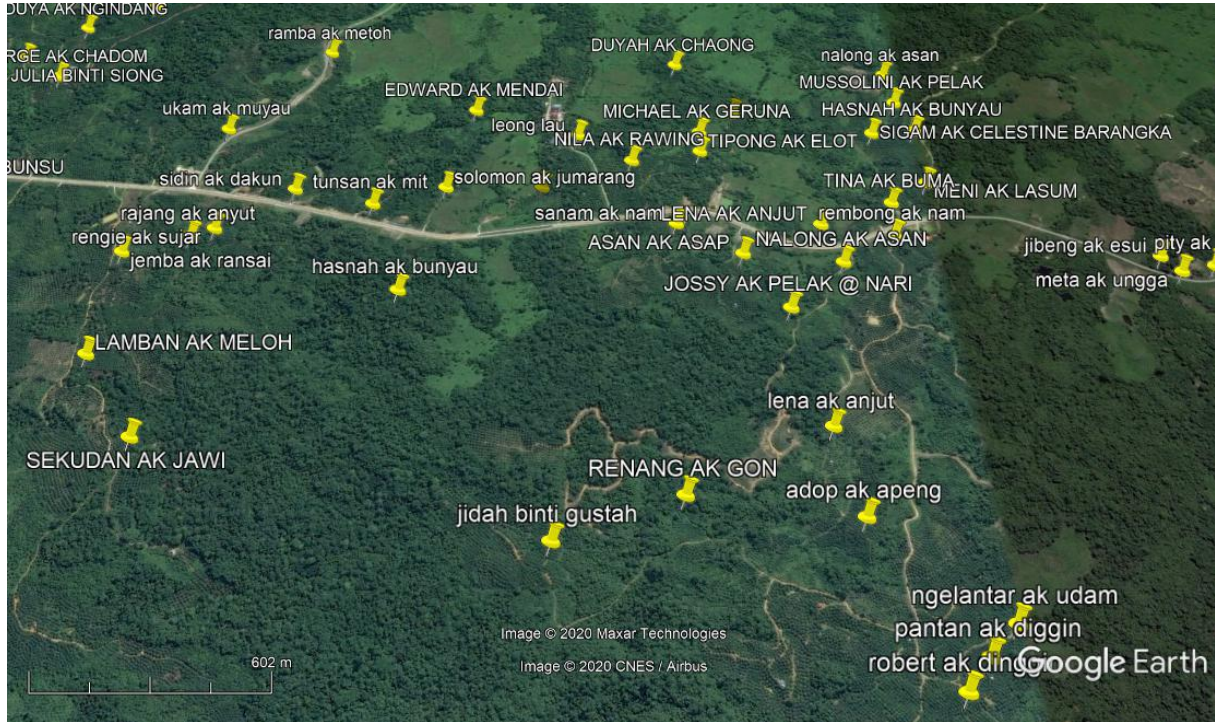 DUYA AK NGINDANG
ramba ak metoh
DUYAH AK CHAONG
nalong ak asan
RGE AK CHADOM
JULIA BINTI SIONG
EDWARD AK MENDAI
MUSSOLINI AK PELAK
ukam ak muyau
leong lau
MICHAEL AK GERUNA
HASNAH AK BUNYAU
NILA AK RAWING
TIPONG AK ELOT
SIGAM AK CELESTINE BARANGKA
BUNSU
sidin ak dakun
tunsan ak mit
solomon ak jumarang
TINA AK BUMA
MENI AK LASUM
rajang ak anyut
sanam ak nam
LENA AK ANJUT
rembong ak nam
rengie ak sujar
ASAN AK ASAP
NALONG AK ASAN
jibeng ak esui
pity ak
jemba ak ransai
hasnah ak bunyau
JOSSY AK PELAK @ NARI
meta ak ungga
LAMBAN AK MELOH
lena ak anjut
SEKUDAN AK JAWI
RENANG AK GON
adop ak apeng
jidah binti gustah
ngelantar ak udam
pantan ak diggin
robert ak dinggin
Image © 2020 Maxar Technologies
Image © 2020 CNES / Airbus
602 m
Google Earth